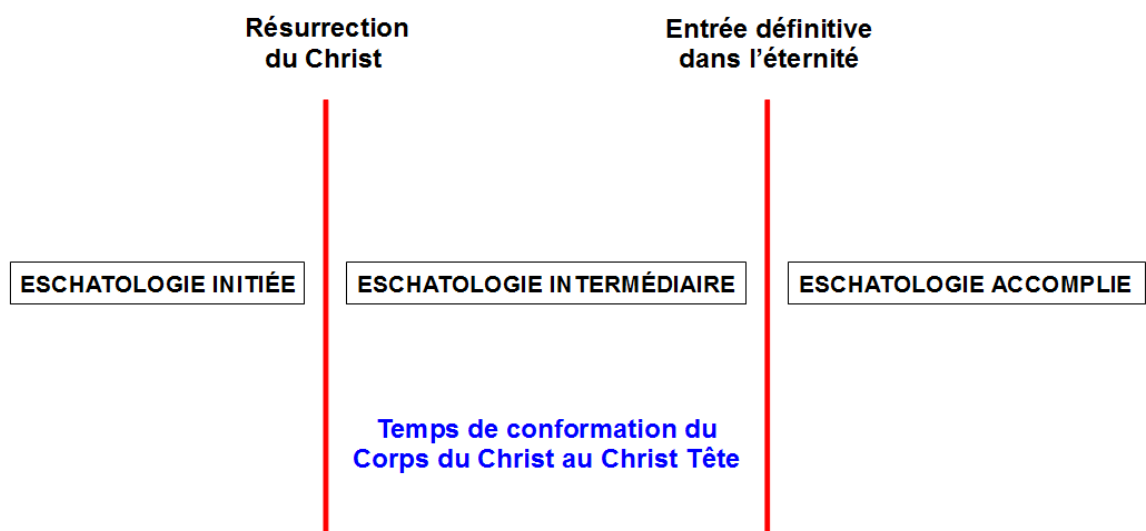 Résurrection
du Christ
Entrée définitive
dans l'éternité
ESCHATOLOGIE INITIÉE
ESCHATOLOGIE INTERMÉDIAIRE
ESCHATOLOGIE ACCOMPLIE
Temps de conformation du
Corps du Christ au Christ Tête